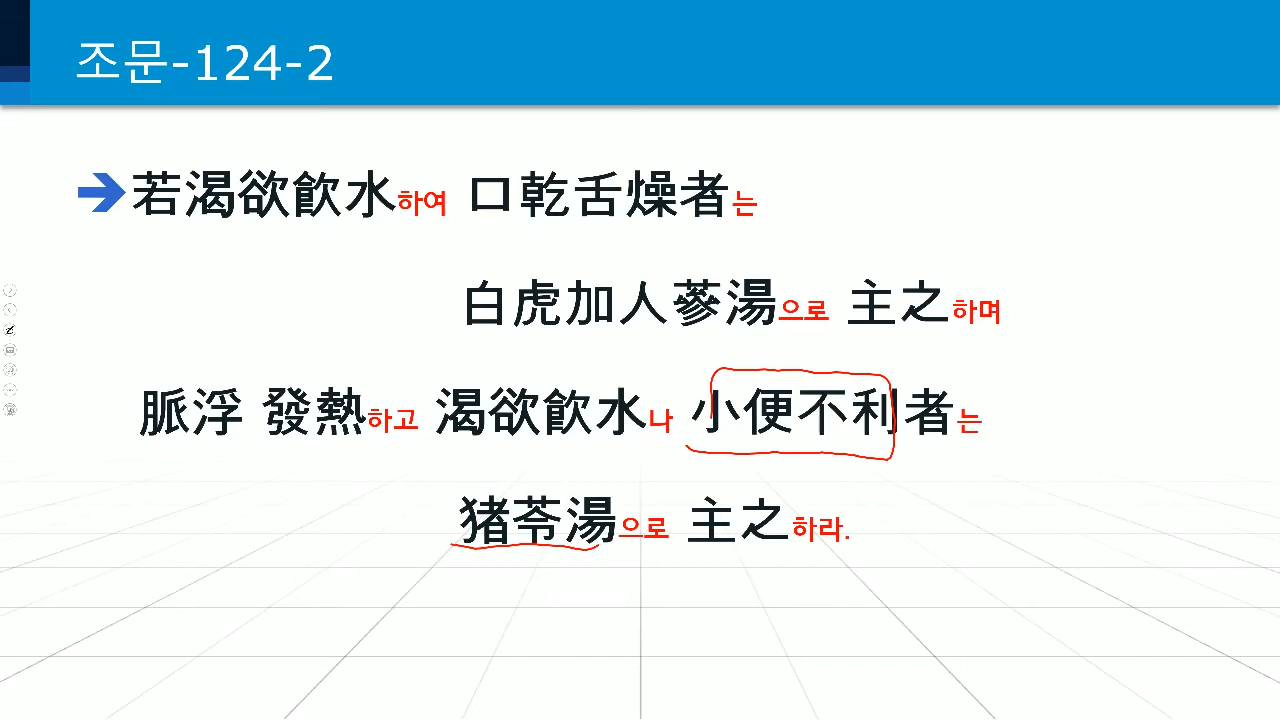 조문-124-2
若渴欲飮水하여 口乾舌燥者는
白虎加人蔘湯으로 主之하며
脈浮 發熱하고 渴欲飮水나 小便不利者는
猪苓湯으로 主之하라.